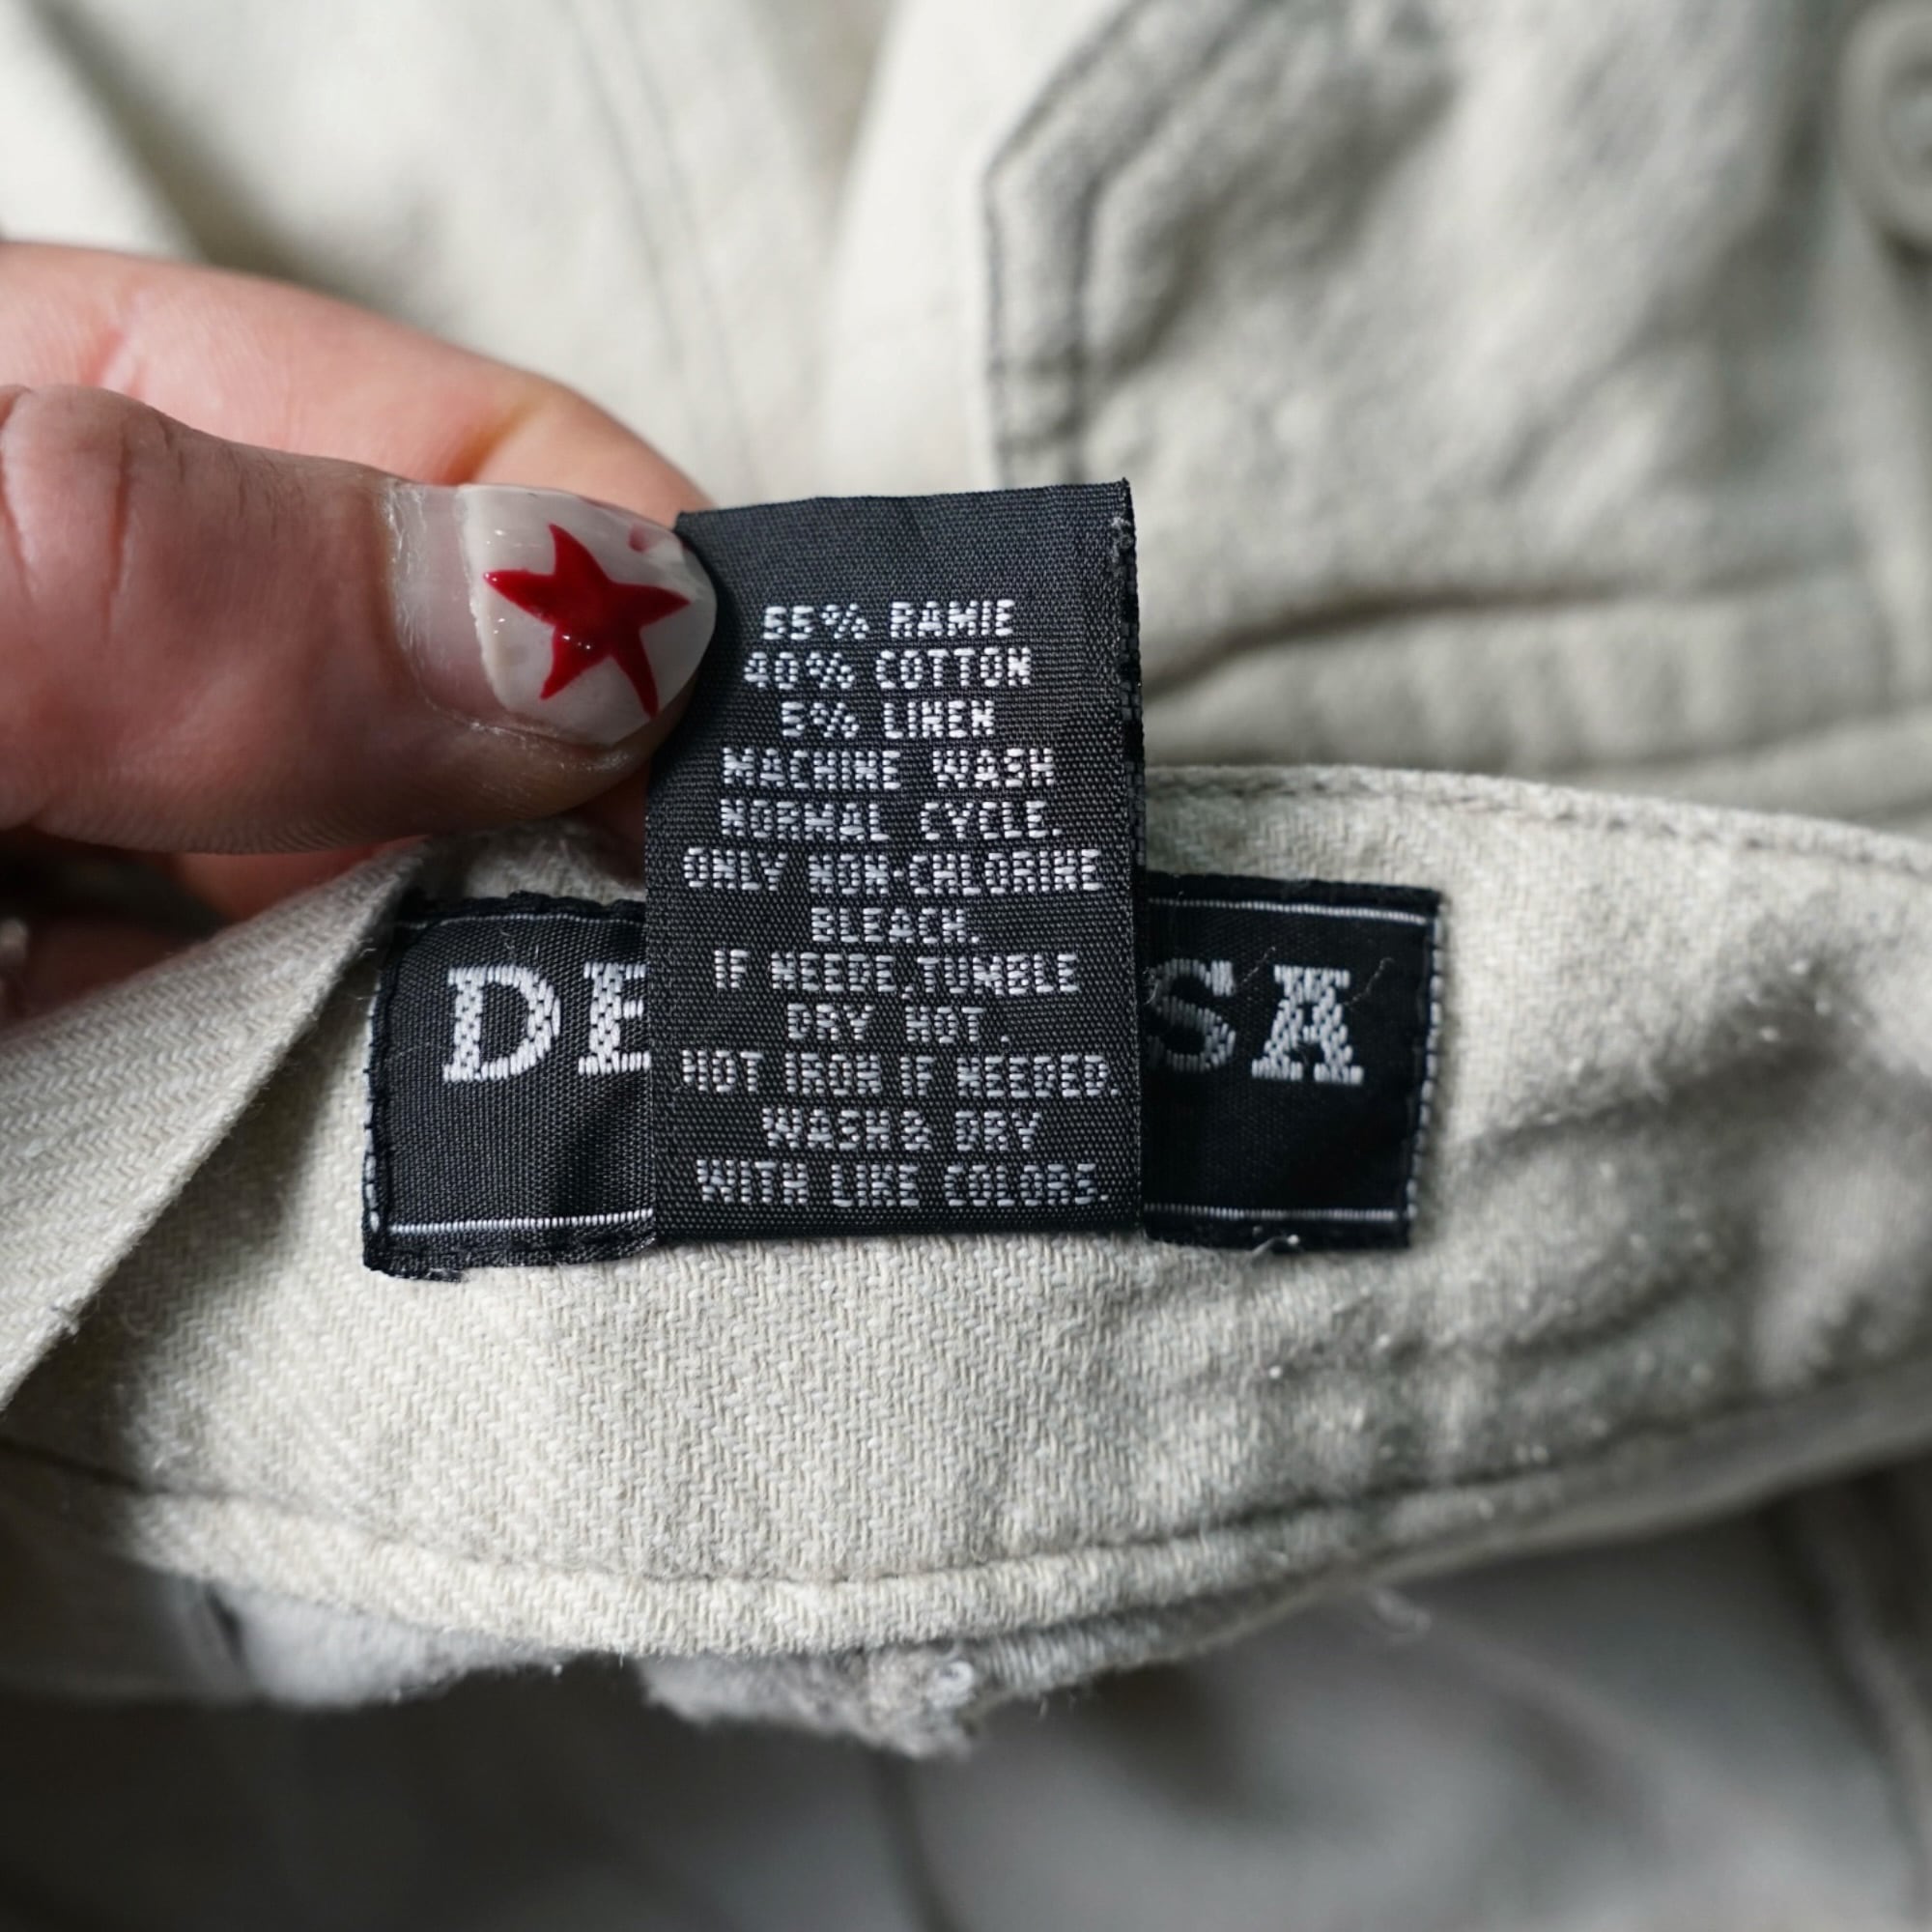 55% RAMIE
40% COTTON
5% LINEN
MACHINE WASH
NORMAL CYCLE.
ONLY NON-CHLORINE
BLEACH.
IF NEEDE,TUMBLE
DRY HOT.
HOT IRON IF NEEDED.
WASH & DRY
WITH LIKE COLORS.
DE SA